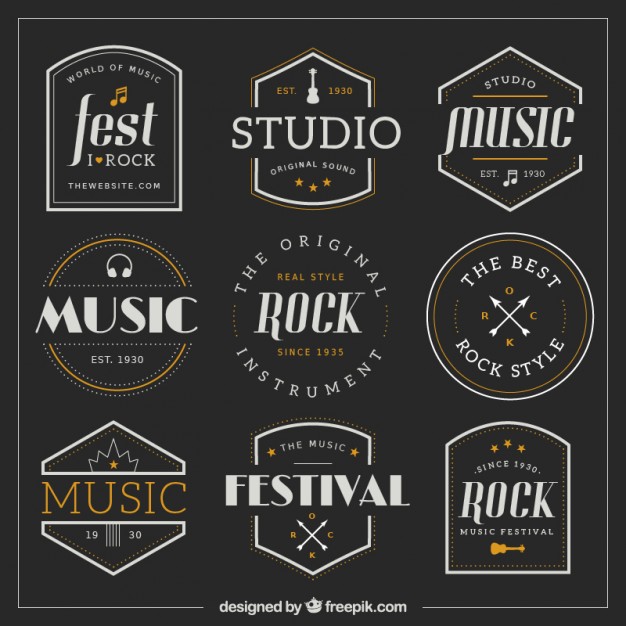 WORLD OF MUSIC
fest
I ROCK
THEWEBSITE.COM
EST. 1930
STUDIO
ORIGINAL SOUND
STUDIO
MUSIC
EST. 1930
MUSIC
EST. 1930
THE ORIGINAL
REAL STYLE
ROCK
SINCE 1935
INSTRUMENT
THE BEST
O
R C
K
ROCK STYLE
MUSIC
19 30
THE MUSIC
FESTIVAL
O
R C
K
SINCE 1930
ROCK
MUSIC FESTIVAL
designed by freepik.com